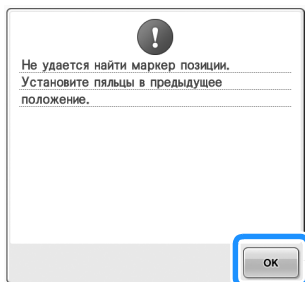 Не удается найти маркер позиции.
Установите пяльцы в предыдущее
положение.
OK